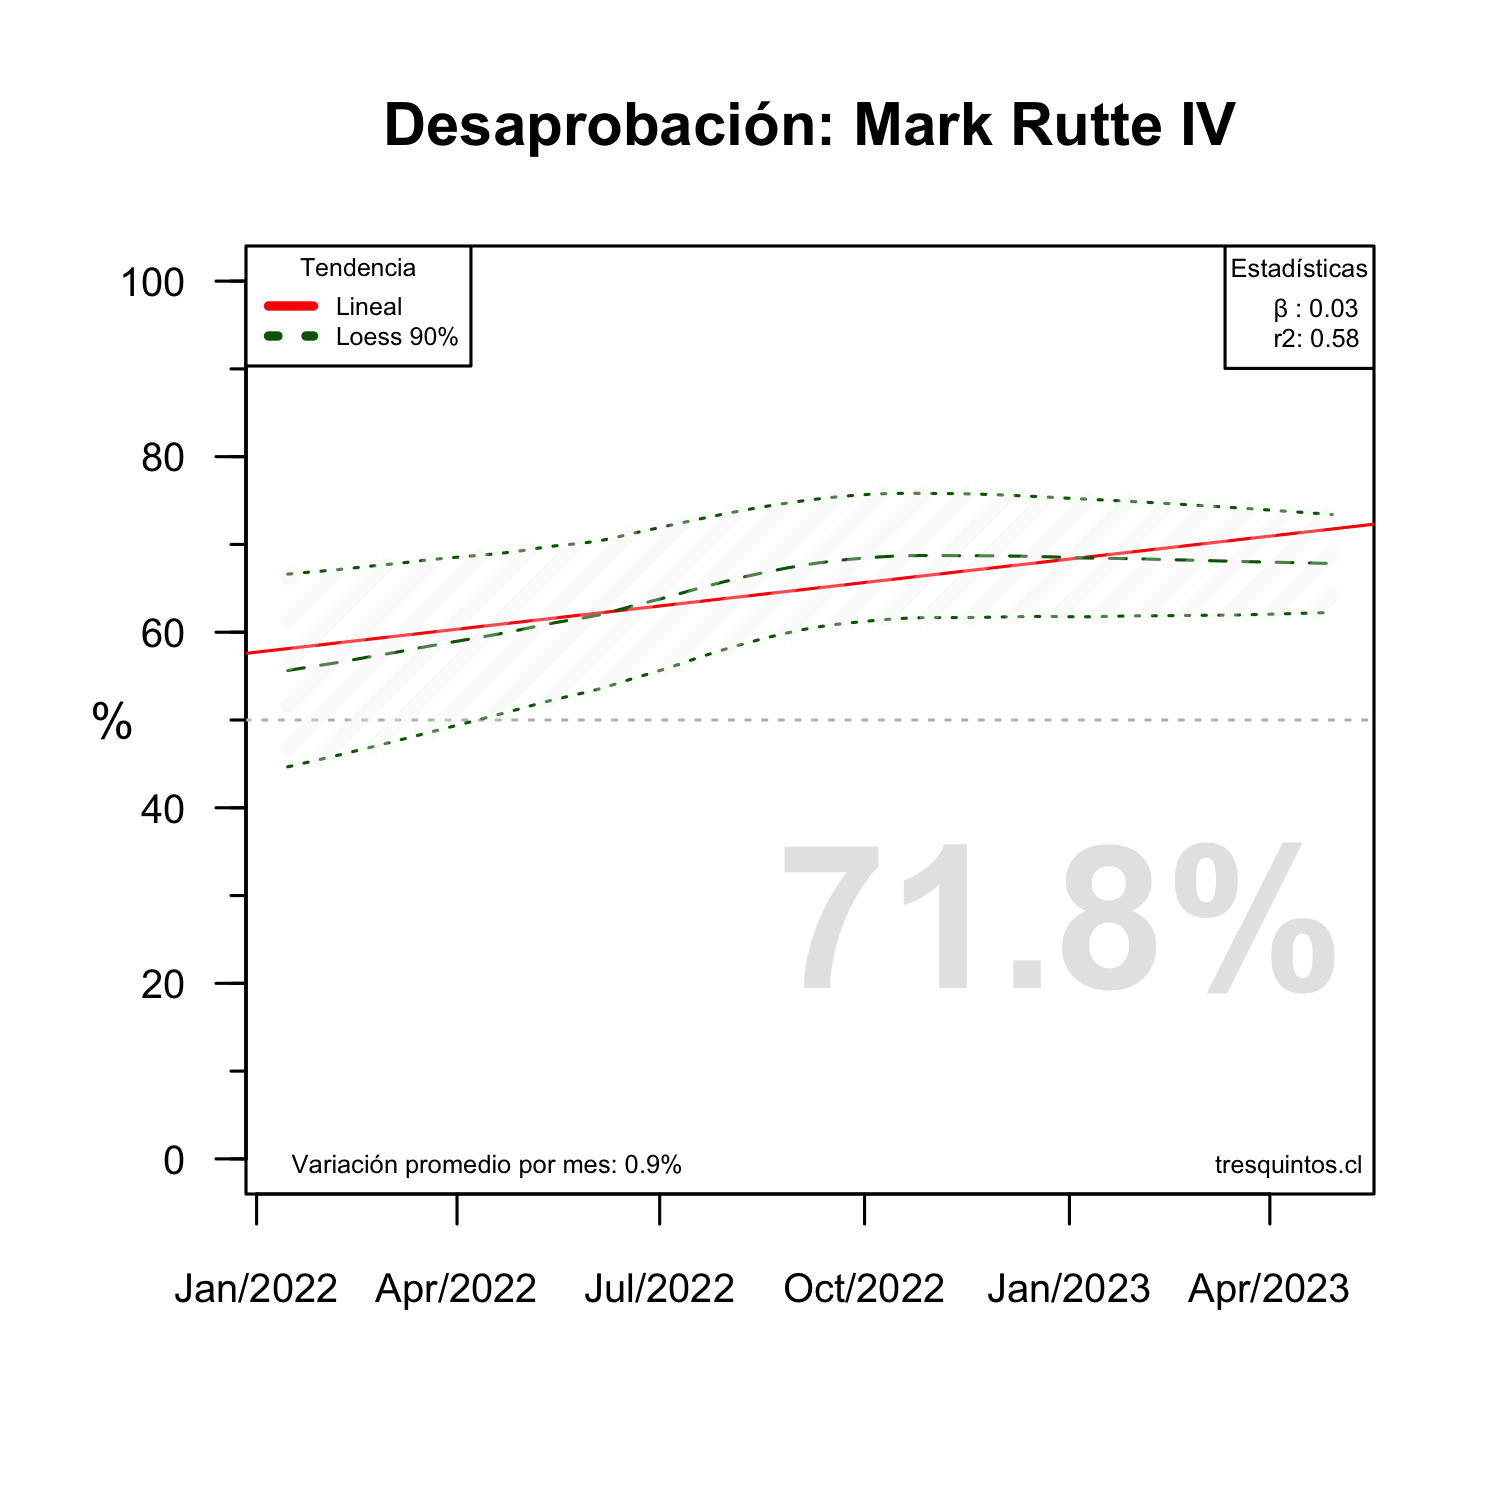 Desaprobación: Mark Rutte IV
Tendencia
Lineal
Loess 90%
Estadísticas
β : 0.03
r2: 0.58
100
80
60
%
40
20
0
71.8%
Variación promedio por mes: 0.9%
tresquintos.cl
Jan/2022 Apr/2022 Jul/2022 Oct/2022 Jan/2023 Apr/2023